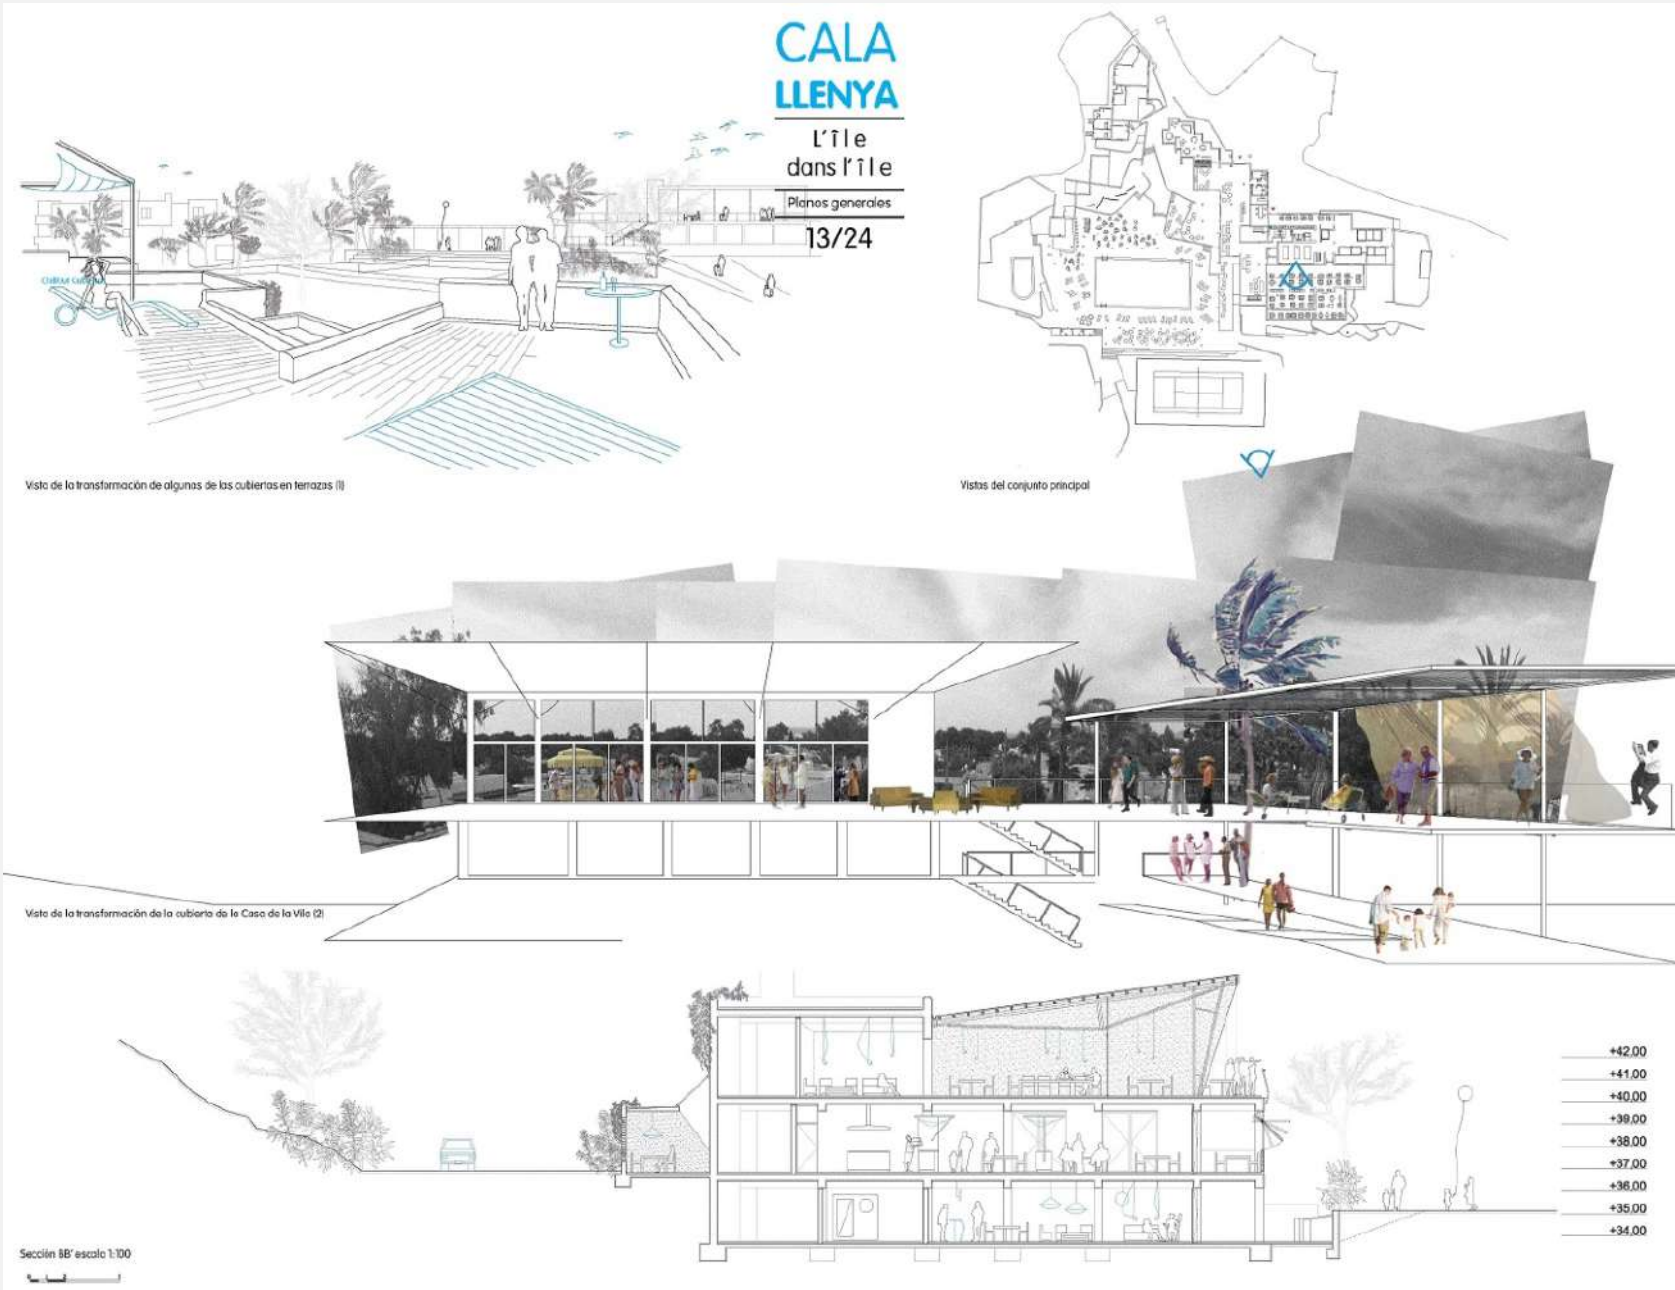 CALA
LLENYA
L'île
dans l'île
Planos generales
13/24
Vista de la transformación de algunas de las cubiertas en terrazas (1)
Vistas del conjunto principal
Vista de la transformación de la cubierta de la Casa de la Vila (2)
+42,00
+41,00
+40,00
+39,00
+38,00
+37,00
+36,00
+35,00
+34,00
Sección BB' escala 1:100